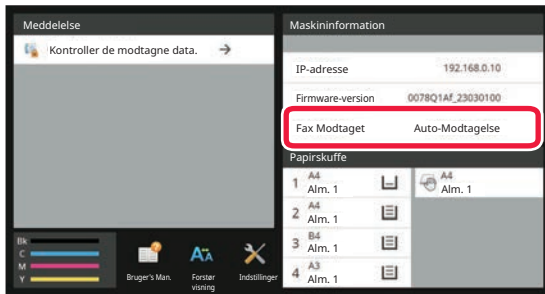 Meddelelse
Kontroller de modtagne data. →
Bk
C
M
Y
Bruger's Man.
AAA
Forstør
visning
Indstillinger
Maskininformation
IP-adresse 192.168.0.10
Firmware-version 0078Q1Af_23030100
Fax Modtaget Auto-Modtagelse
Papirskuffe
1 A4
Alm. 1
A4
Alm. 1
2 A4
Alm. 1
3 B4
Alm. 1
4 A3
Alm. 1